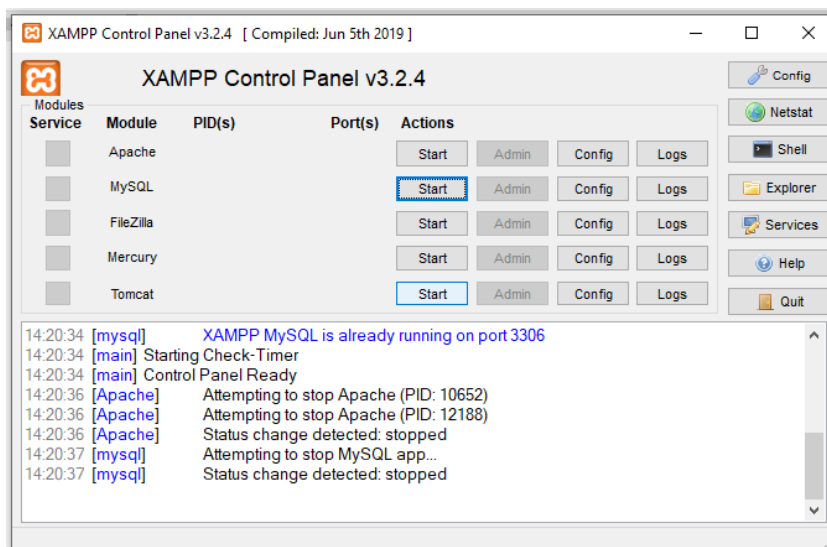 XAMPP Control Panel v3.2.4 [ Compiled: Jun 5th 2019 ]
XAMPP Control Panel v3.2.4
Config
Modules
Service Module PID(s) Port(s) Actions
Netstat
Apache Start Admin Config Logs
Shell
MySQL Start Admin Config Logs
Explorer
FileZilla Start Admin Config Logs
Services
Mercury Start Admin Config Logs
Help
Tomcat Start Admin Config Logs
Quit
14:20:34 [mysql] XAMPP MySQL is already running on port 3306
14:20:34 [main] Starting Check-Timer
14:20:34 [main] Control Panel Ready
14:20:36 [Apache] Attempting to stop Apache (PID: 10652)
14:20:36 [Apache] Attempting to stop Apache (PID: 12188)
14:20:36 [Apache] Status change detected: stopped
14:20:37 [mysql] Attempting to stop MySQL app...
14:20:37 [mysql] Status change detected: stopped